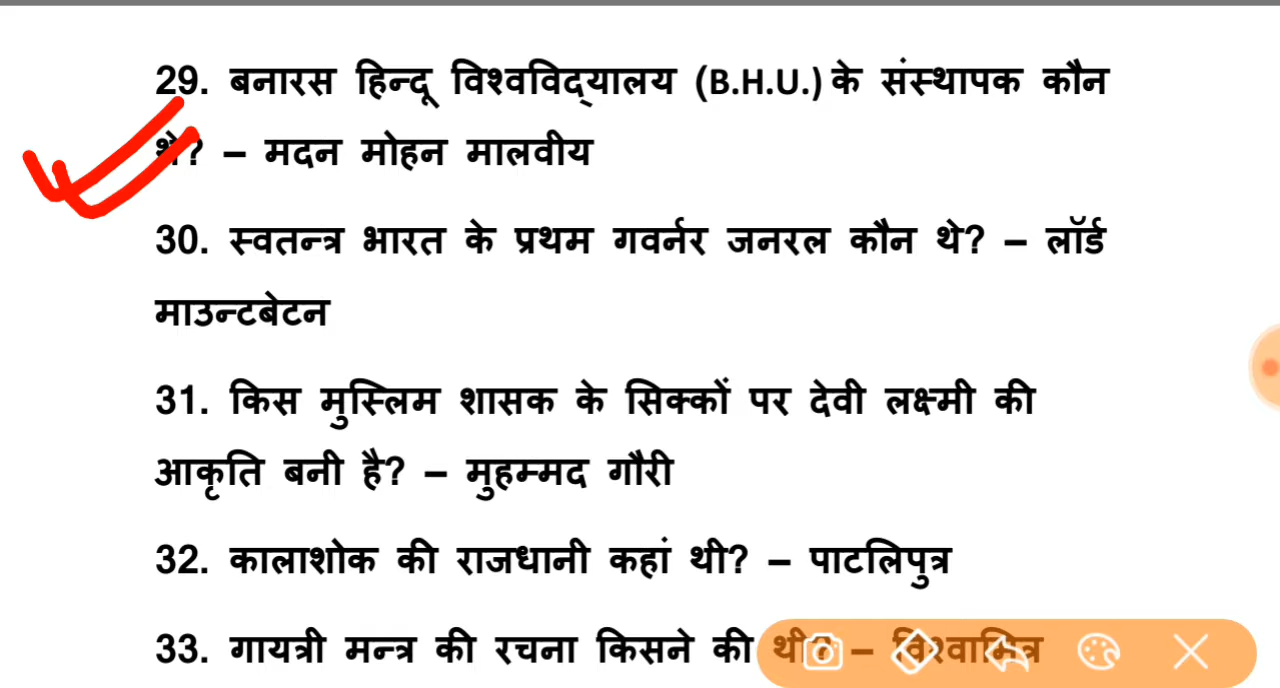 29. बनारस हिन्दू विश्वविद्यालय (B.H.U.) के संस्थापक कौन
थे? – मदन मोहन मालवीय
30. स्वतन्त्र भारत के प्रथम गवर्नर जनरल कौन थे? – लॉर्ड
माउन्टबेटन
31. किस मुस्लिम शासक के सिक्कों पर देवी लक्ष्मी की
आकृति बनी है? – मुहम्मद गौरी
32. कालाशोक की राजधानी कहां थी? – पाटलिपुत्र
33. गायत्री मन्त्र की रचना किसने की थी? – विश्वामित्र